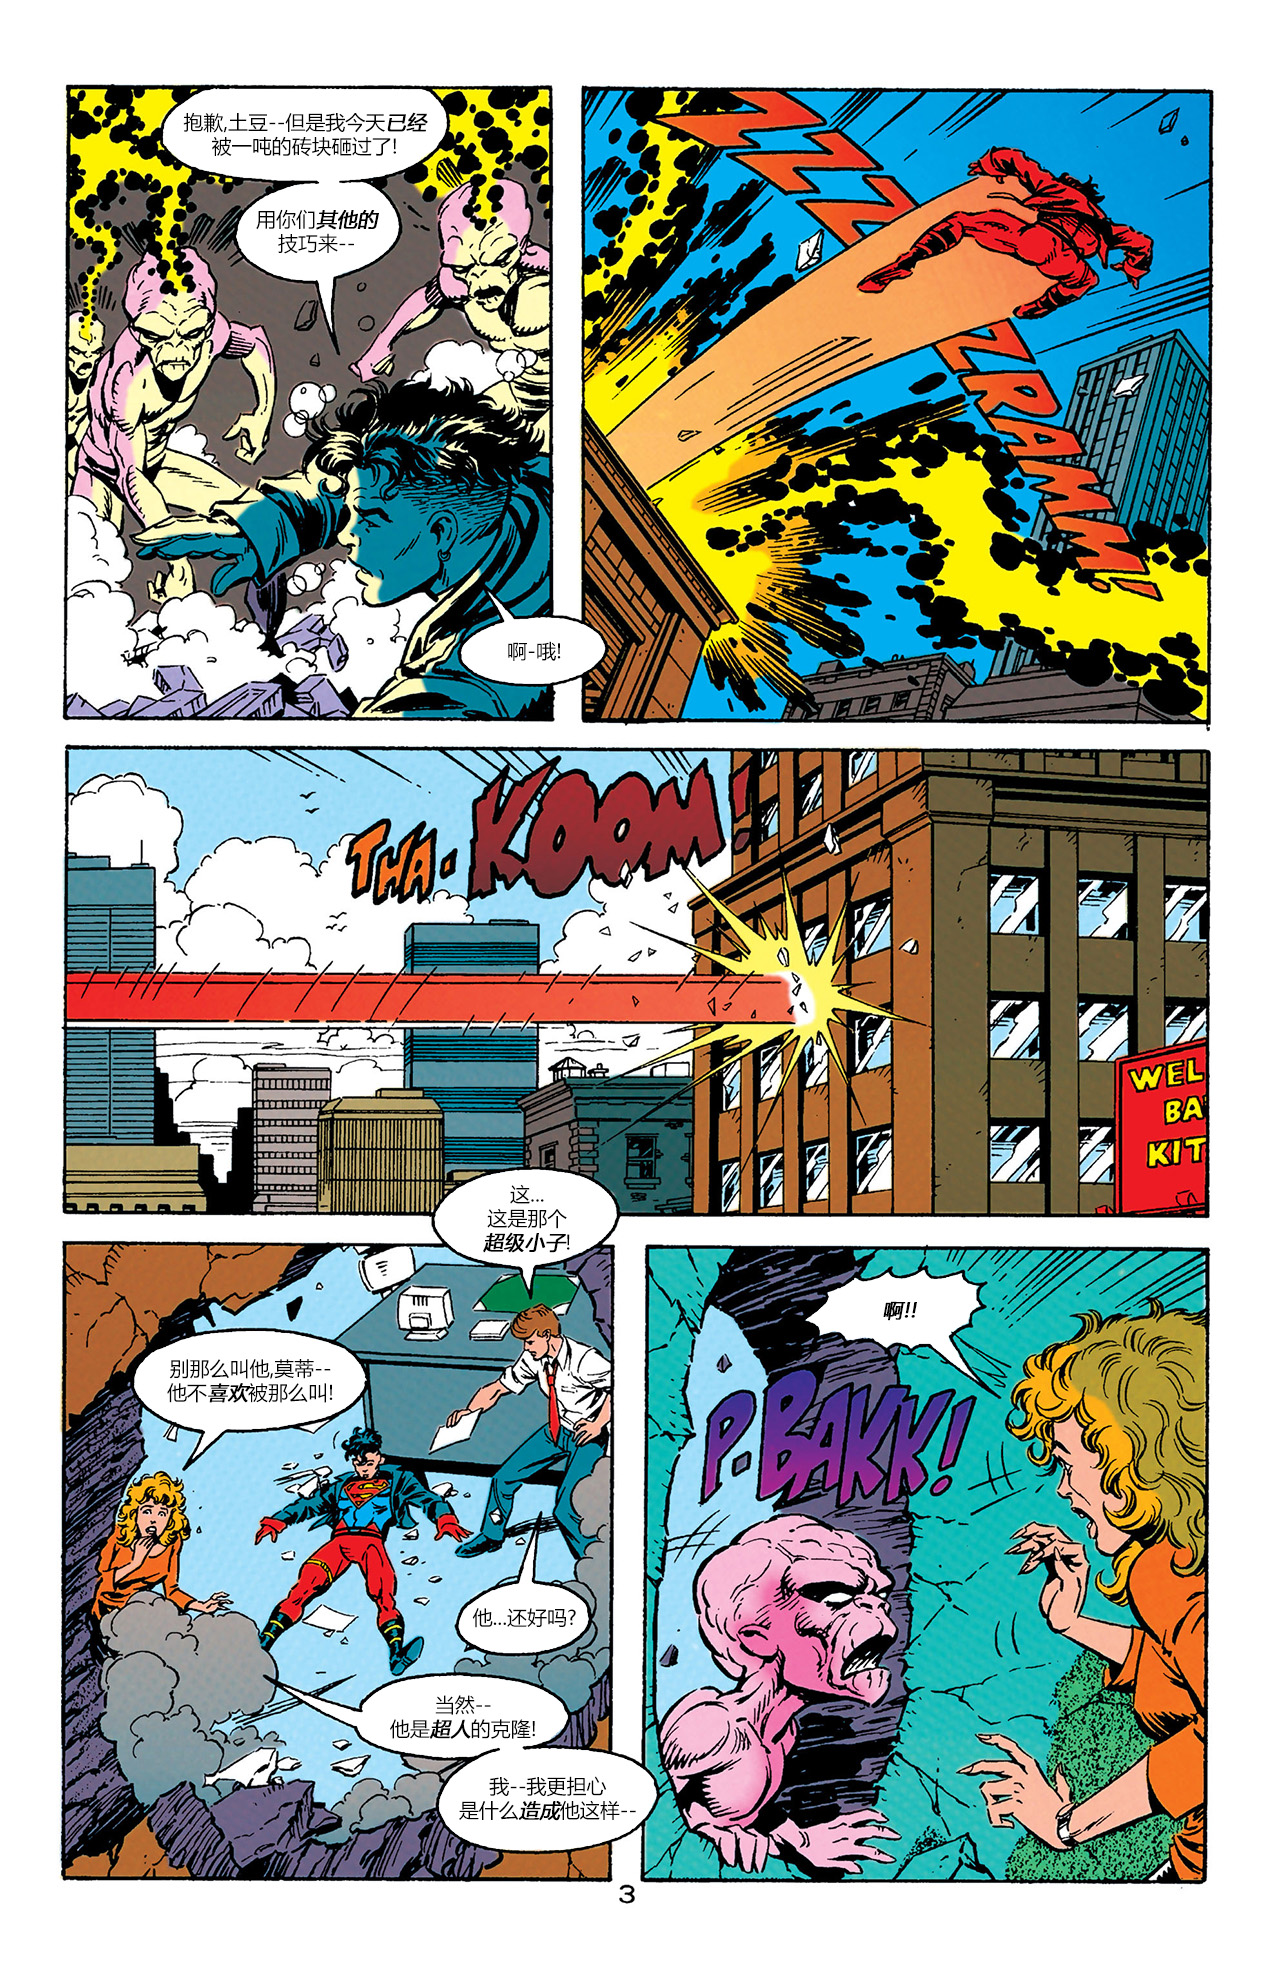 抱歉,土豆--但是我今天已经
被一吨的砖块砸过了!
用你们其他的
技巧来--
啊-哦!
ZZZZZRAMM!
THA-KOOM!
WEL
BA
KIT
这...
这是那个
超级小子!
别那么叫他,莫蒂--
他不喜欢被那么叫!
他...还好吗?
当然--
他是超人的克隆!
我--我更担心
是什么造成他这样--
啊!!
P-BAKK!
3